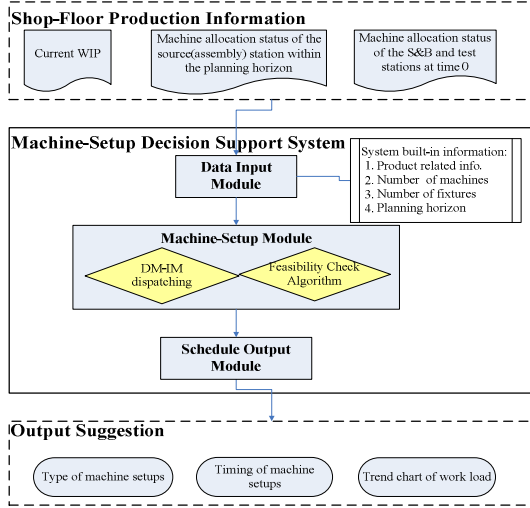 Shop-Floor Production Information
Current WIP
Machine allocation status of the
source(assembly) station within
the planning horizon
Machine allocation status
of the S&B and test
stations at time 0
Machine-Setup Decision Support System
Data Input
Module
System built-in information:
1. Product related info.
2. Number of machines
3. Number of fixtures
4. Planning horizon
Machine-Setup Module
DM-IM
dispatching
Feasibility Check
Algorithm
Schedule Output
Module
Output Suggestion
Type of machine setups
Timing of machine
setups
Trend chart of work load